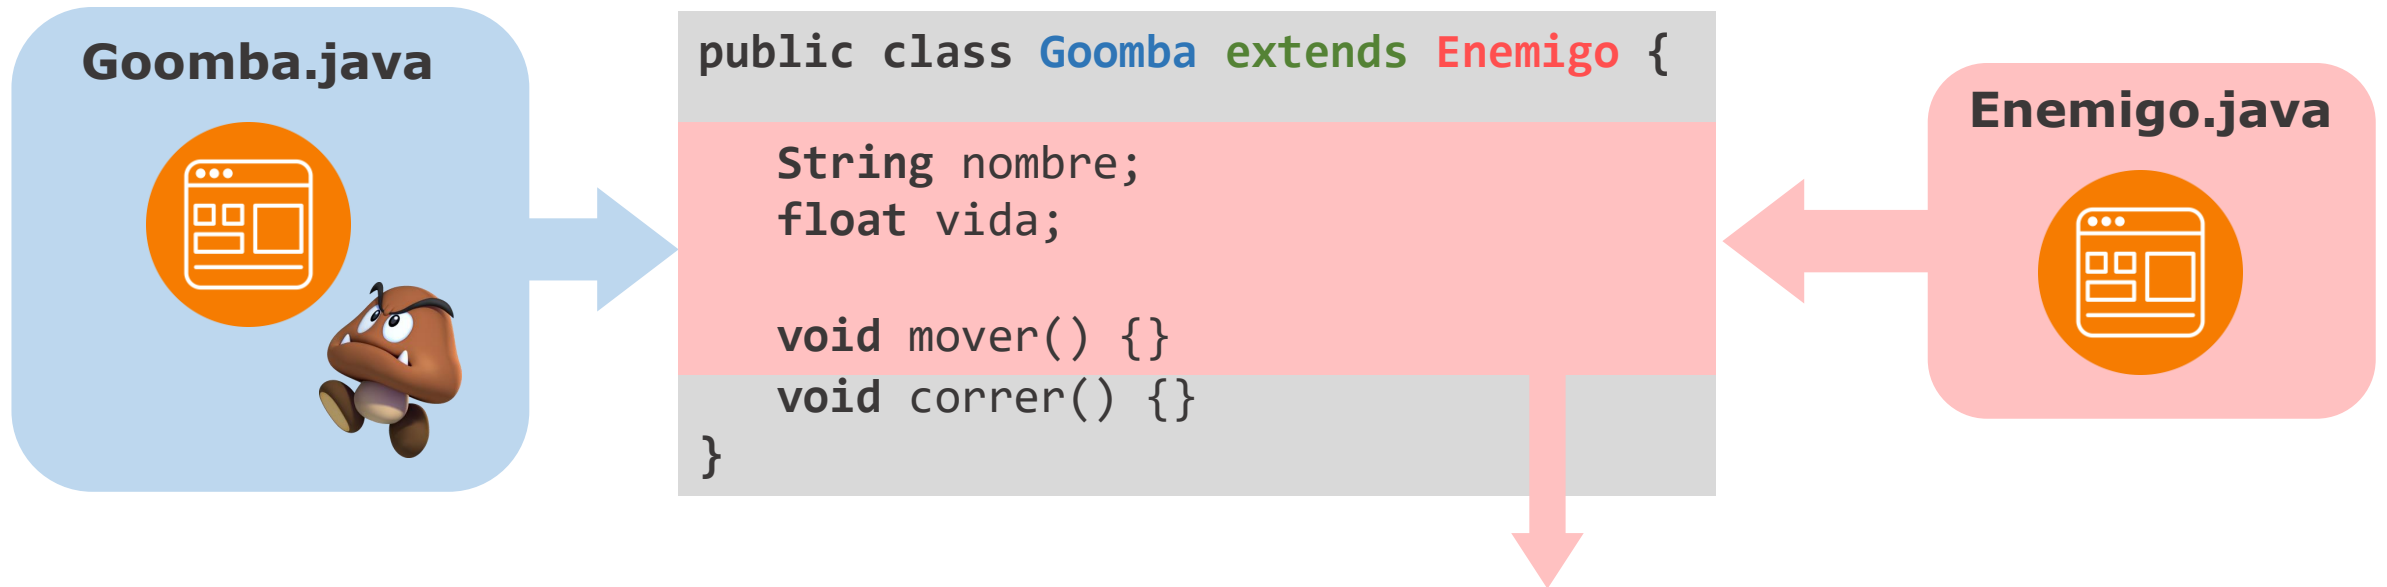 Goomba.java
public class Goomba extends Enemigo {
String nombre;
float vida;
void mover() {}
void correr() {}
}
Enemigo.java